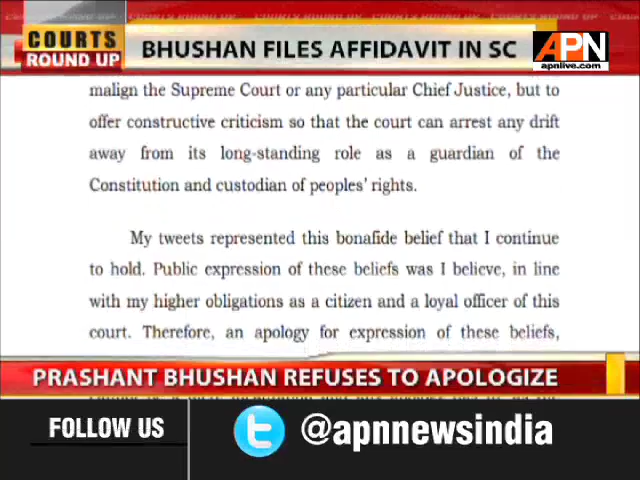 COURTS
ROUND UP
BHUSHAN FILES AFFIDAVIT IN SC
APN
apnlive.com
malign the Supreme Court or any particular Chief Justice, but to
offer constructive criticism so that the court can arrest any drift
away from its long-standing role as a guardian of the
Constitution and custodian of peoples' rights.
My tweets represented this bonafide belief that I continue
to hold. Public expression of these beliefs was I believe, in line
with my higher obligations as a citizen and a loyal officer of this
court. Therefore, an apology for expression of these beliefs,
PRASHANT BHUSHAN REFUSES TO APOLOGIZE
FOLLOW US
@apnnewsindia